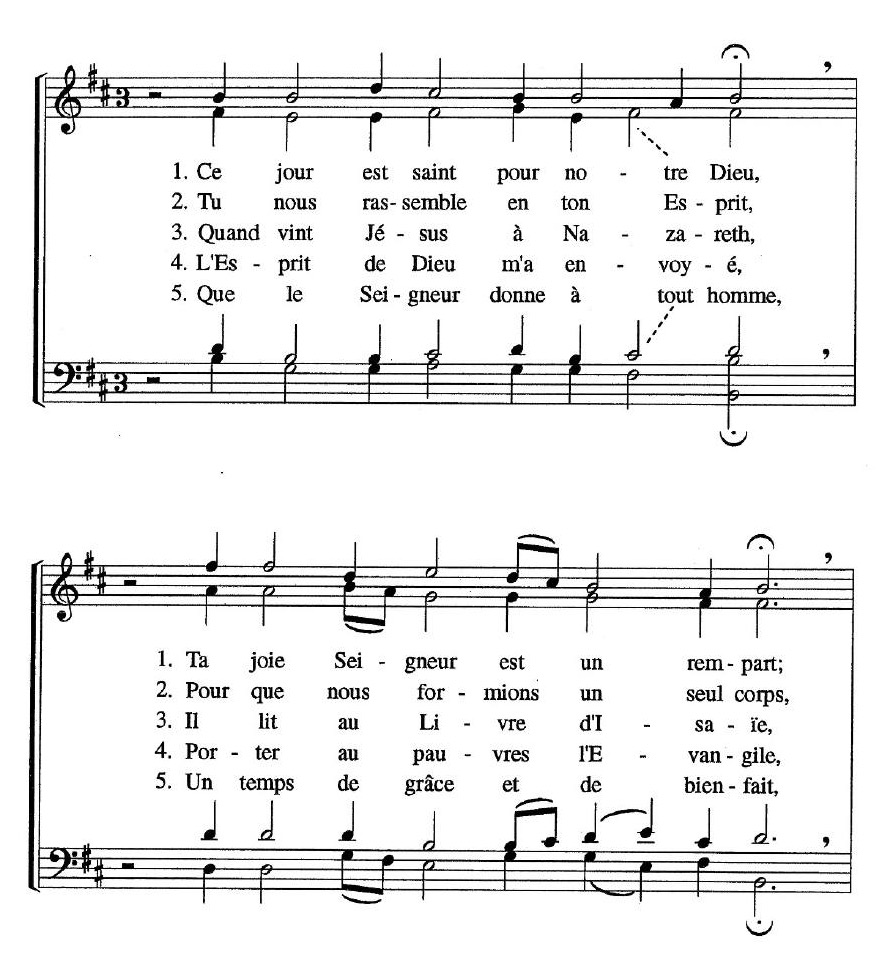 3
1. Ce jour est saint pour no - tre Dieu,
2. Tu nous ras- semble en ton Es - prit,
3. Quand vint Jé - sus à Na - za - reth,
4. L'Es - prit de Dieu m'a en - voy - é,
5. Que le Sei - gneur donne à tout homme,
3
1. Ta joie Sei - gneur est un rem - part;
2. Pour que nous for - mions un seul corps,
3. Il lit au Li - vre d'I - sa - ïe,
4. Por - ter au pau - vres l'E - van - gile,
5. Un temps de grâce et de bien - fait,